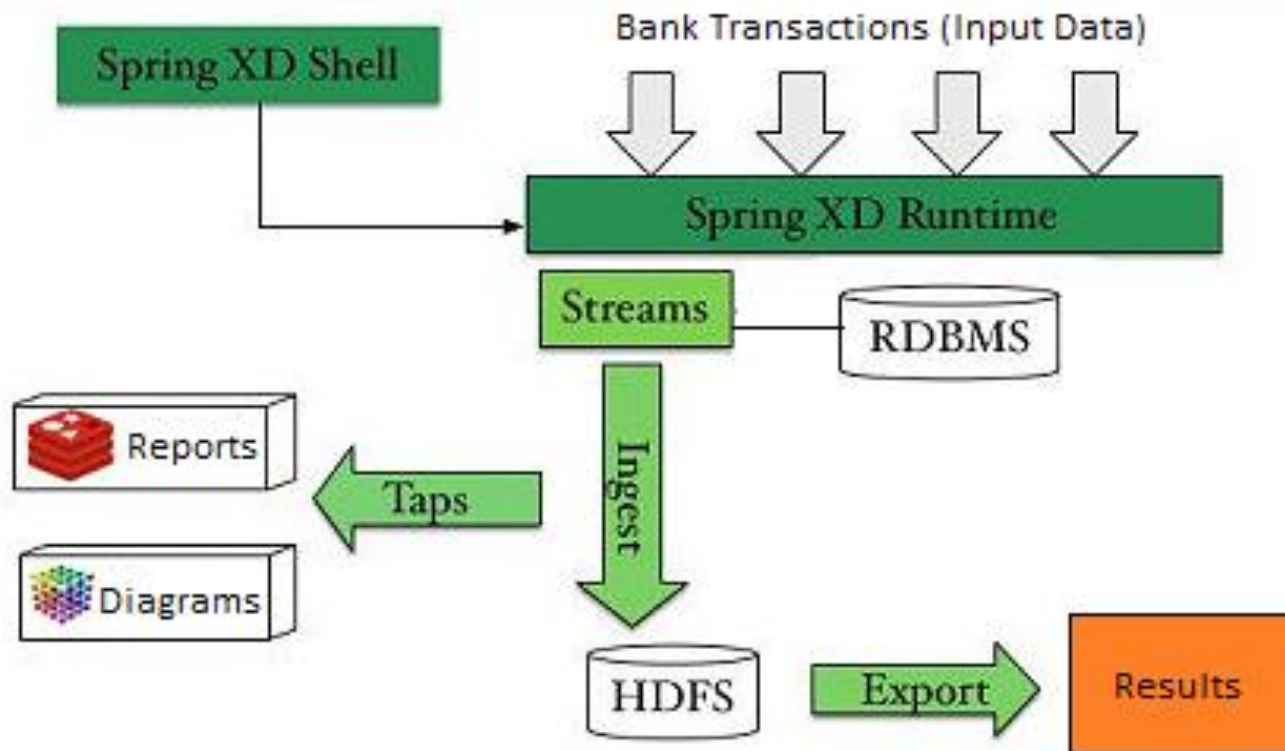 Bank Transactions (Input Data)
Spring XD Shell
Spring XD Runtime
Streams
RDBMS
Reports
Taps
Ingest
Diagrams
HDFS
Export
Results